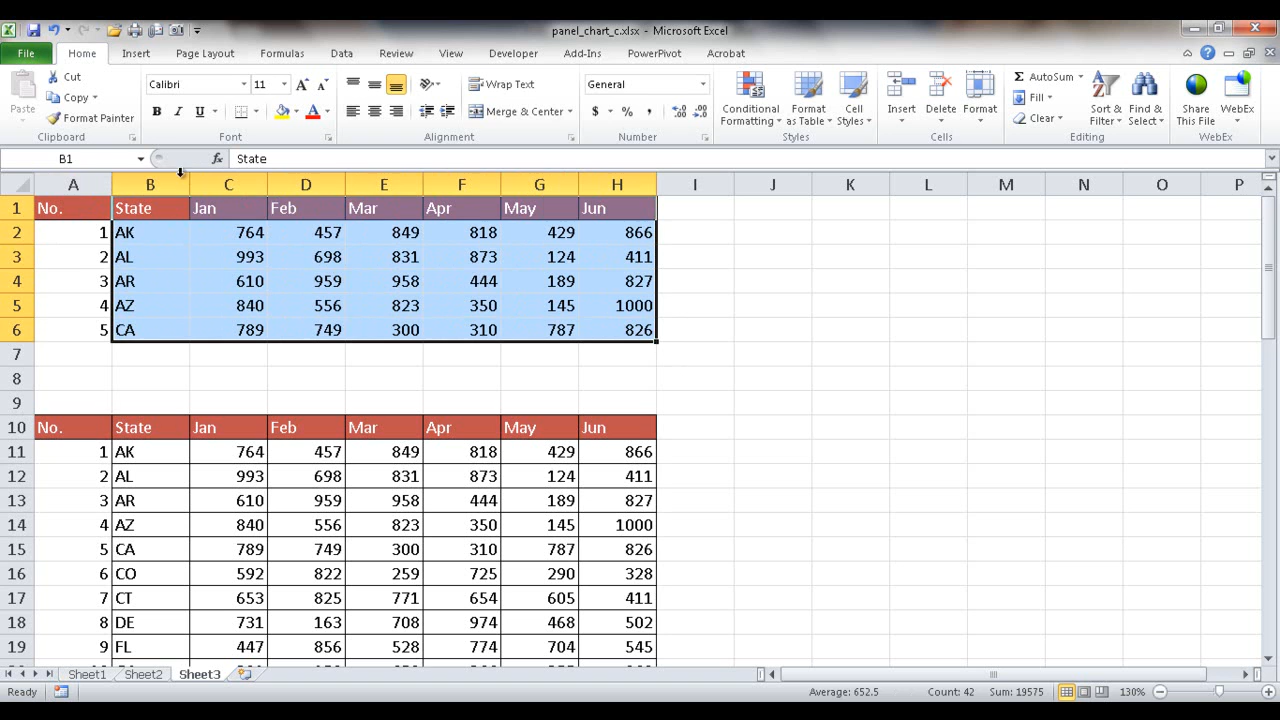 panel_chart_c.xlsx - Microsoft Excel
File Home Insert Page Layout Formulas Data Review View Developer Add-Ins PowerPivot Acrobat
Paste Cut Copy Format Painter Clipboard
Calibri 11 B I U A A A Font
Wrap Text Merge & Center Alignment
General $ % , .0 .00 .00 .0 Number
Conditional Formatting Format as Table Cell Styles Styles
Insert Delete Format Cells
Σ AutoSum Fill Clear Sort & Filter Find & Select Editing
Share This File WebEx WebEx
B1 fx State
A B C D E F G H I J K L M N O P
1 No. State Jan Feb Mar Apr May Jun
2 1 AK 764 457 849 818 429 866
3 2 AL 993 698 831 873 124 411
4 3 AR 610 959 958 444 189 827
5 4 AZ 840 556 823 350 145 1000
6 5 CA 789 749 300 310 787 826
7
8
9
10 No. State Jan Feb Mar Apr May Jun
11 1 AK 764 457 849 818 429 866
12 2 AL 993 698 831 873 124 411
13 3 AR 610 959 958 444 189 827
14 4 AZ 840 556 823 350 145 1000
15 5 CA 789 749 300 310 787 826
16 6 CO 592 822 259 725 290 328
17 7 CT 653 825 771 654 605 411
18 8 DE 731 163 708 974 468 502
19 9 FL 447 856 528 774 704 545
Sheet1 Sheet2 Sheet3
Ready Average: 652.5 Count: 42 Sum: 19575 130%